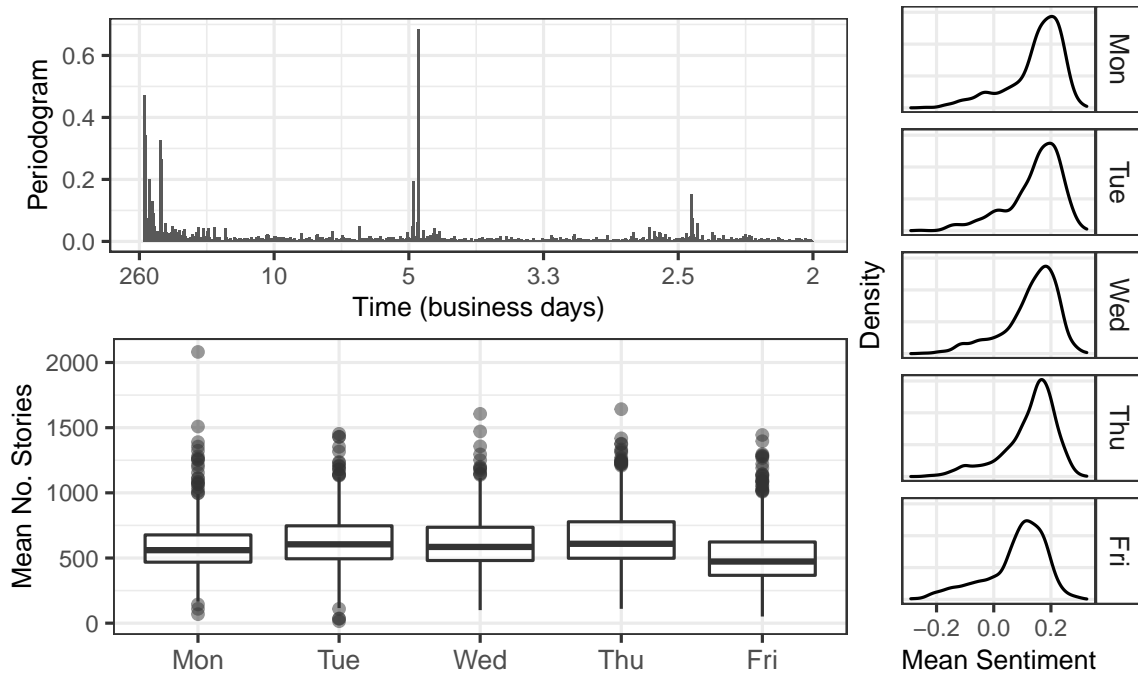 Periodogram
0.6
0.4
0.2
0.0
260 10 5 3.3 2.5 2
Time (business days)
Mean No. Stories
2000
1500
1000
500
0
Mon Tue Wed Thu Fri
Density
Mon
Tue
Wed
Thu
Fri
−0.2 0.0 0.2
Mean Sentiment